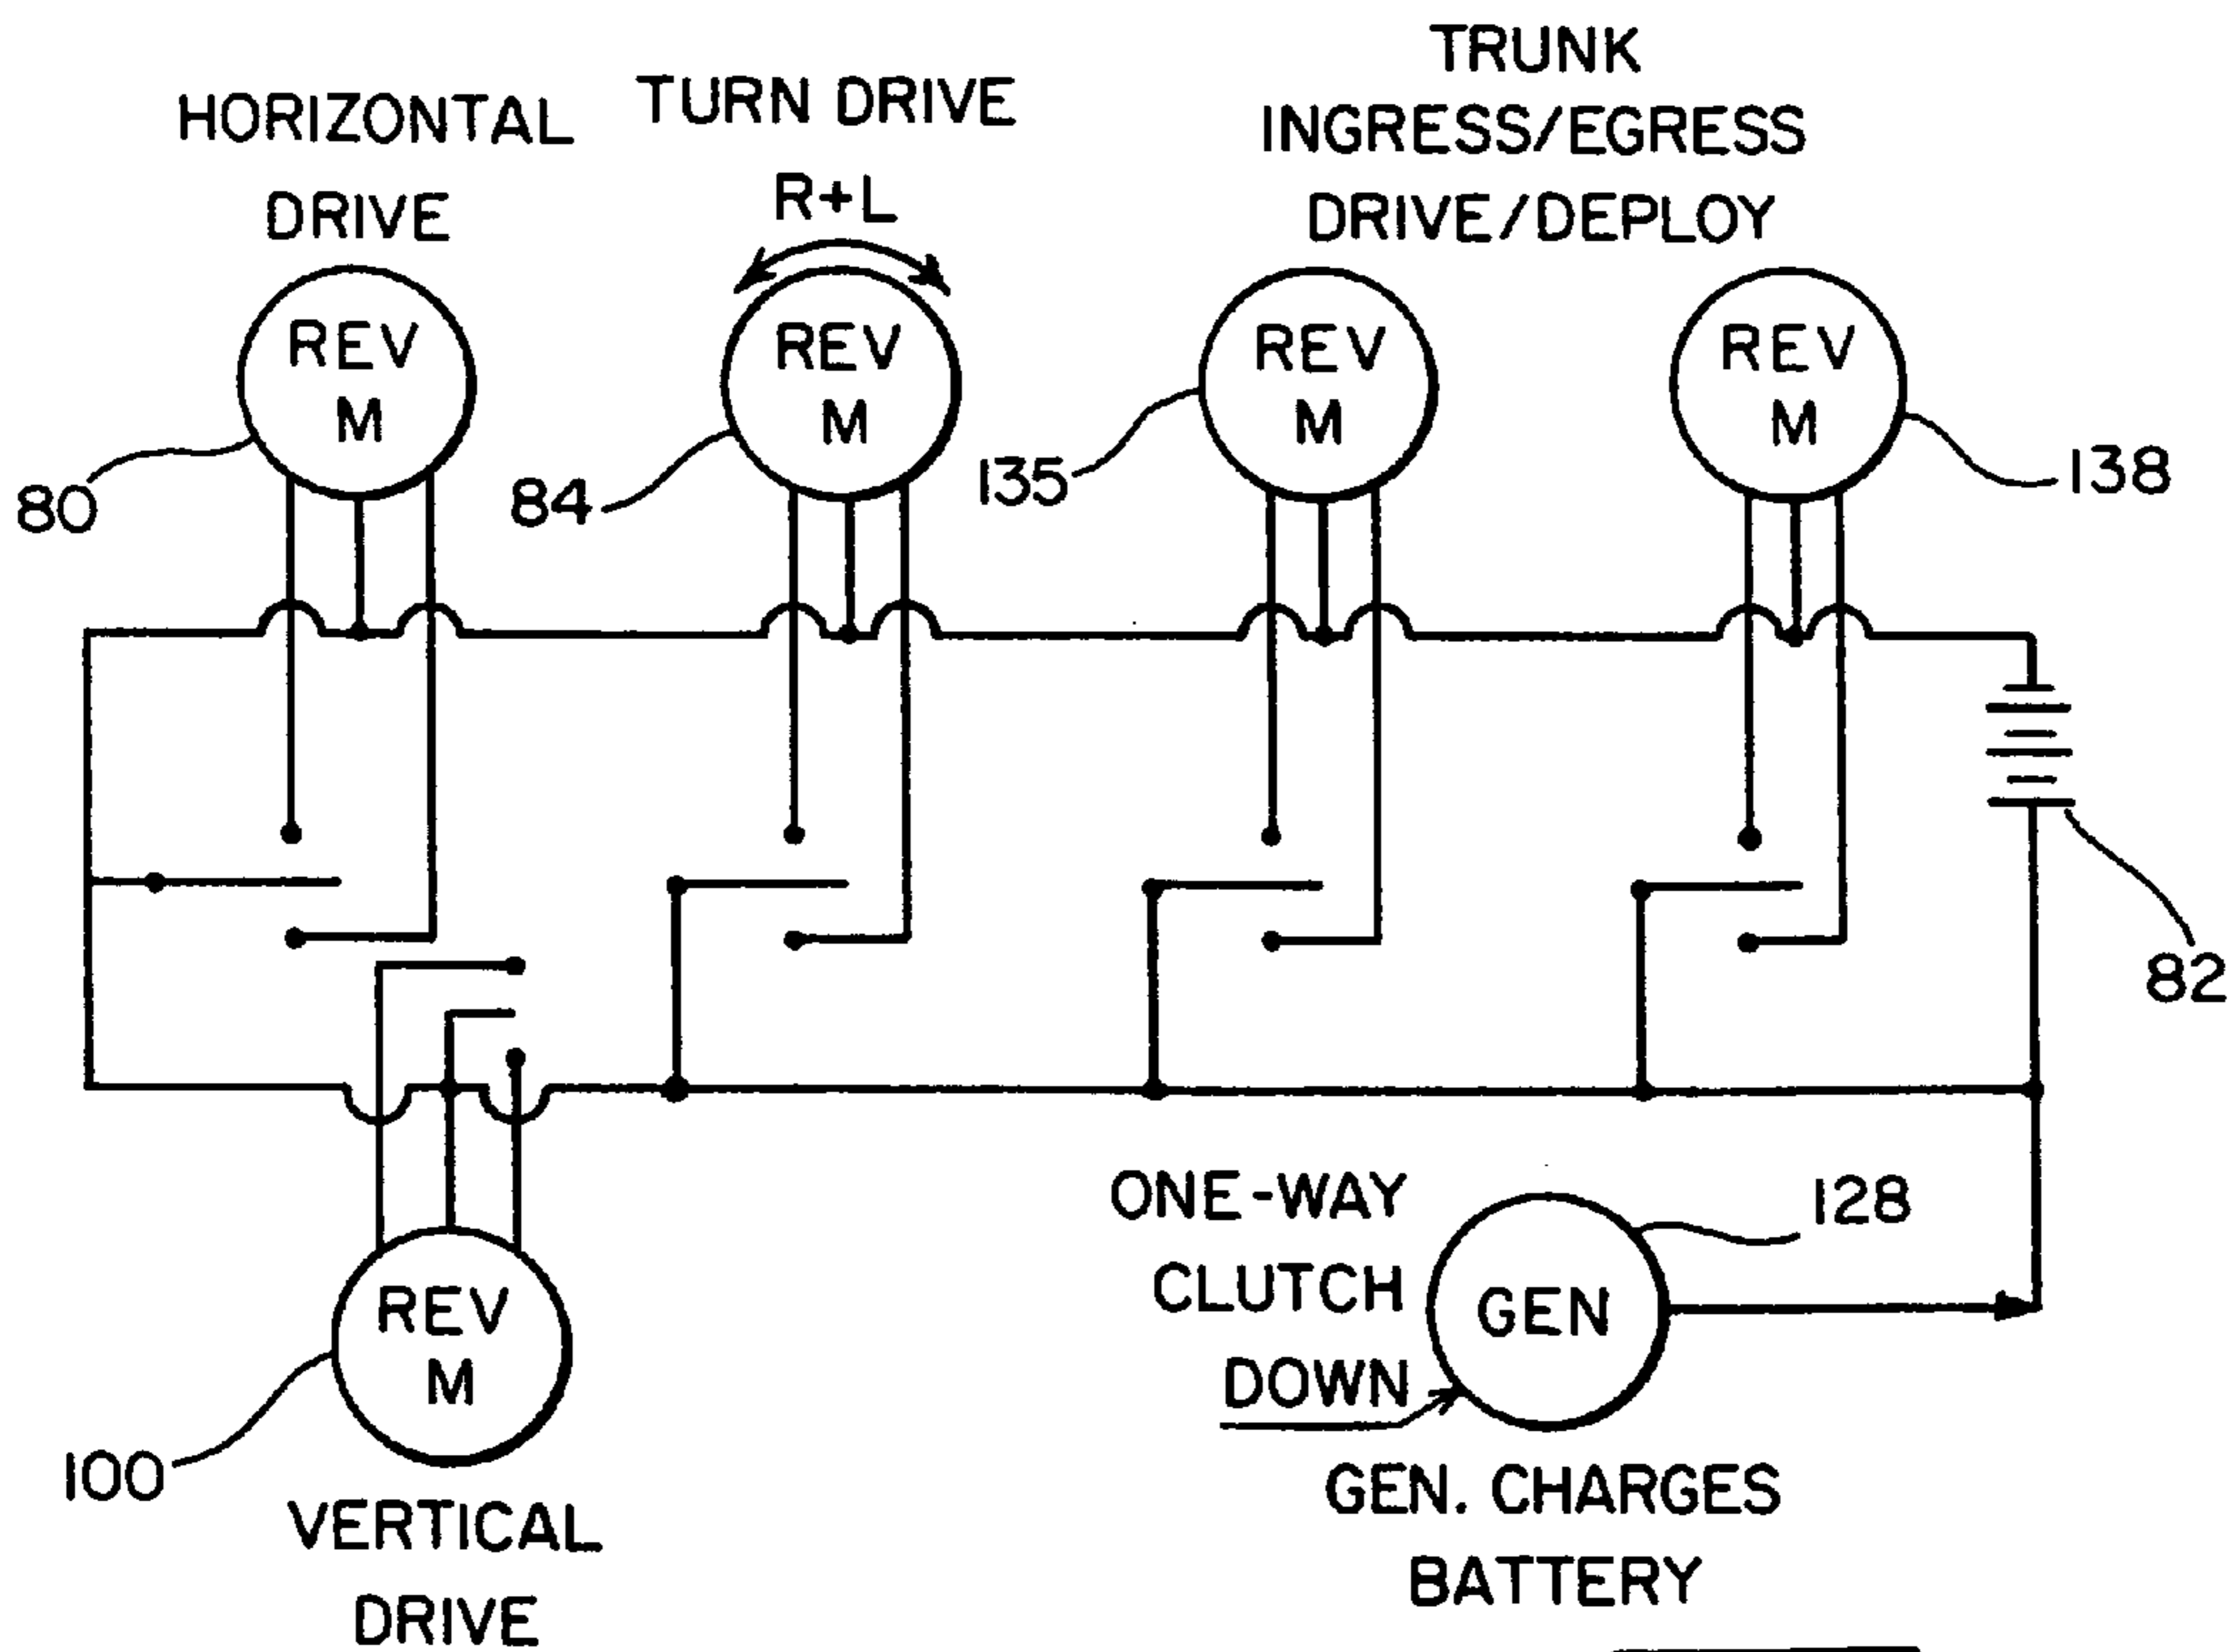 HORIZONTAL
DRIVE
TURN DRIVE
R+L
TRUNK
INGRESS/EGRESS
DRIVE/DEPLOY
REV
M
REV
M
REV
M
REV
M
80
84
135
138
82
REV
M
100
VERTICAL
DRIVE
ONE-WAY
CLUTCH
DOWN
GEN
128
GEN. CHARGES
BATTERY